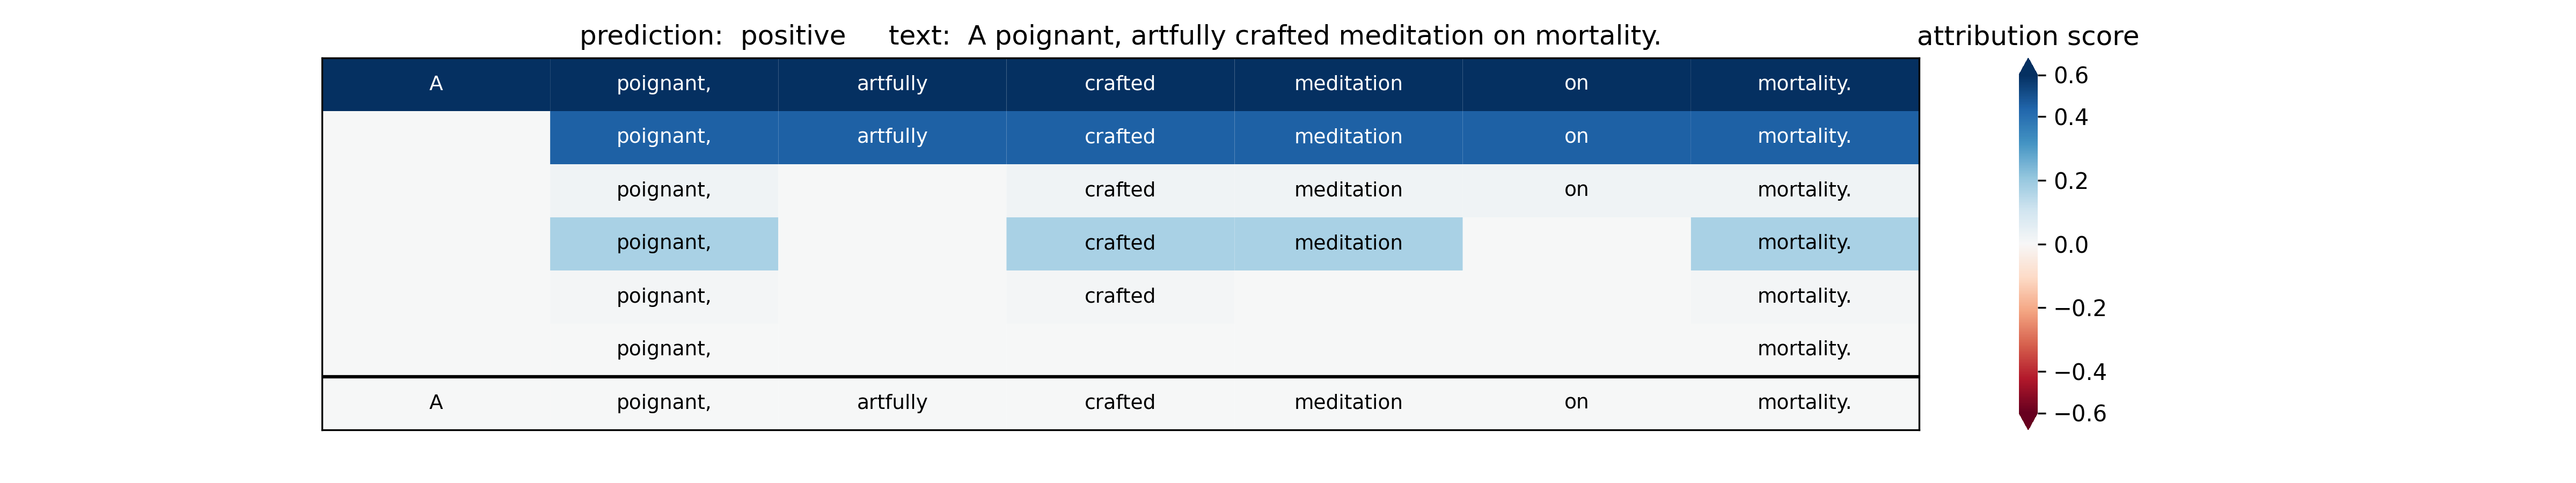 prediction: positive text: A poignant, artfully crafted meditation on mortality.
attribution score
A poignant, artfully crafted meditation on mortality.
poignant, artfully crafted meditation on mortality.
poignant, crafted meditation on mortality.
poignant, crafted meditation mortality.
poignant, crafted mortality.
poignant, mortality.
A poignant, artfully crafted meditation on mortality.
0.6
0.4
0.2
0.0
−0.2
−0.4
−0.6